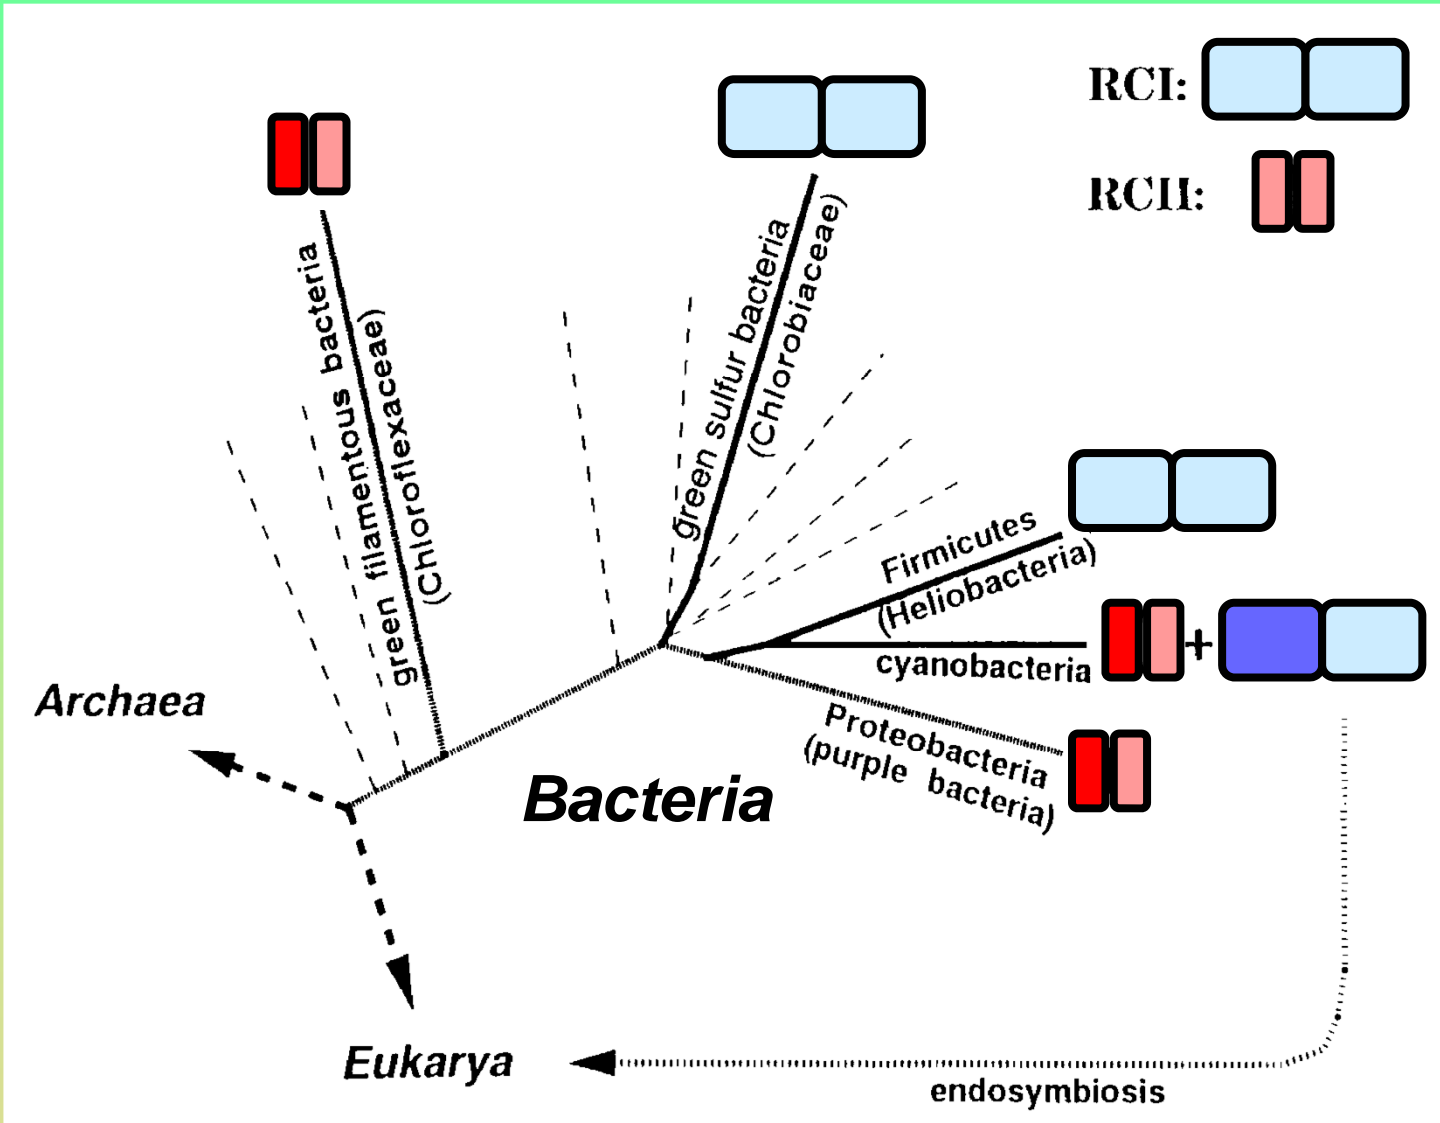 RCI:
RCII:
green filamentous bacteria
(Chloroflexaceae)
green sulfur bacteria
(Chlorobiaceae)
Firmicutes
(Heliobacteria)
+
cyanobacteria
Proteobacteria
(purple bacteria)
Archaea
Bacteria
Eukarya
endosymbiosis